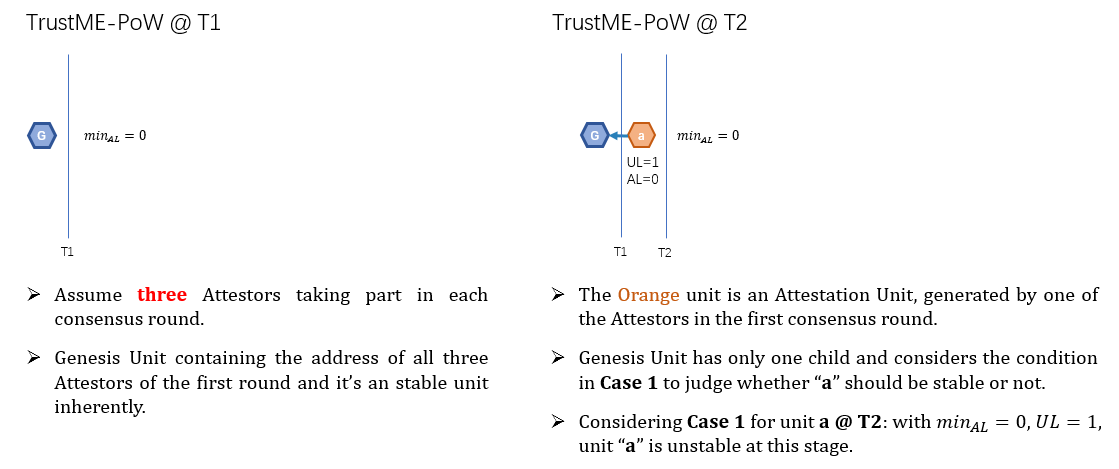 TrustME-PoW @ T1
G
min_AL = 0
T1
➢ Assume three Attestors taking part in each
consensus round.
➢ Genesis Unit containing the address of all three
Attestors of the first round and it’s an stable unit
inherently.
TrustME-PoW @ T2
G
a
min_AL = 0
UL=1
AL=0
T1
T2
➢ The Orange unit is an Attestation Unit, generated by one of
the Attestors in the first consensus round.
➢ Genesis Unit has only one child and considers the condition
in Case 1 to judge whether “a” should be stable or not.
➢ Considering Case 1 for unit a @ T2: with min_AL = 0, UL = 1,
unit “a” is unstable at this stage.